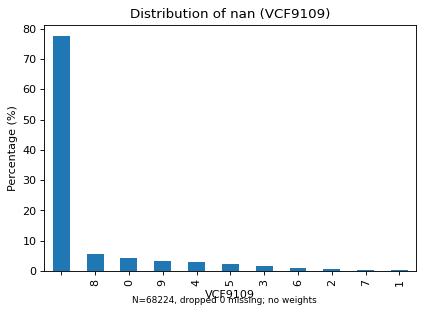 Distribution of nan (VCF9109)
Percentage (%)
80
70
60
50
40
30
20
10
0
8 0 9 4 5 3 6 2 7 1
VCF9109
N=68224, dropped 0 missing; no weights